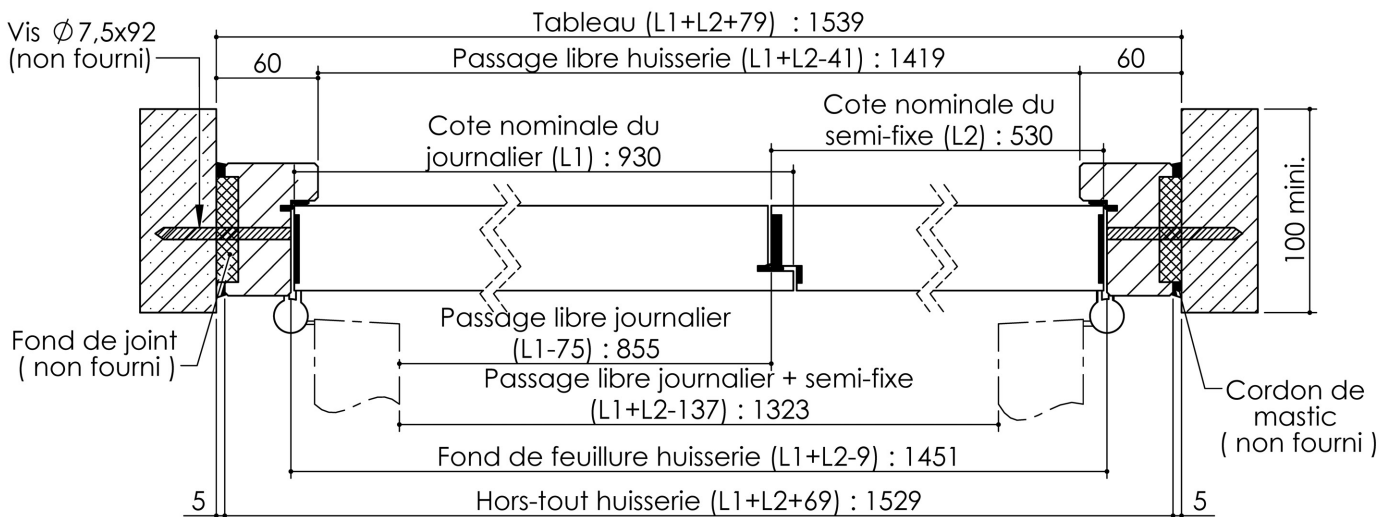 Vis Ø 7,5x92
(non fourni)
Tableau (L1+L2+79) : 1539
60
Passage libre huisserie (L1+L2-41) : 1419
60
Cote nominale du
journalier (L1) : 930
Cote nominale du
semi-fixe (L2) : 530
100 mini.
Fond de joint
( non fourni )
Passage libre journalier
(L1-75) : 855
Passage libre journalier + semi-fixe
(L1+L2-137) : 1323
Cordon de
mastic
( non fourni )
Fond de feuillure huisserie (L1+L2-9) : 1451
5
Hors-tout huisserie (L1+L2+69) : 1529
5